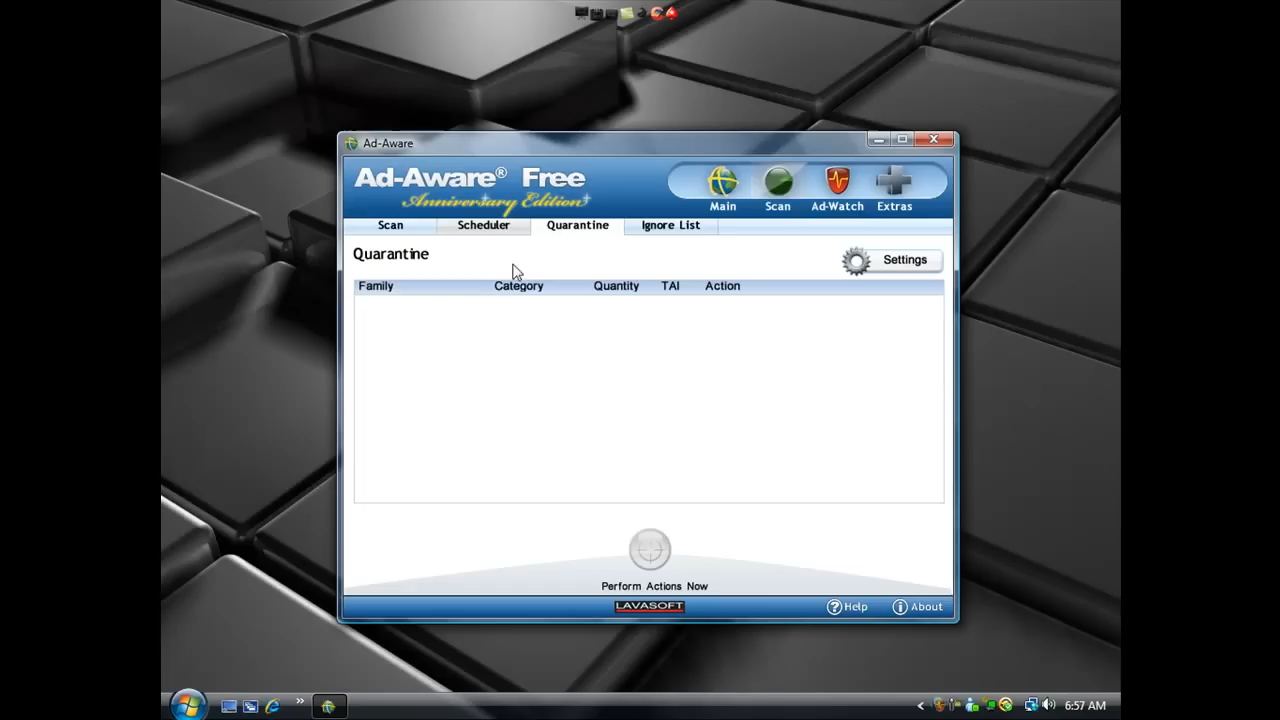 Ad-Aware
Ad-Aware® Free
Anniversary Edition
Main Scan Ad-Watch Extras
Scan Scheduler Quarantine Ignore List
Quarantine
Settings
Family Category Quantity TAI Action
Perform Actions Now
LAVASOFT
Help About
6:57 AM